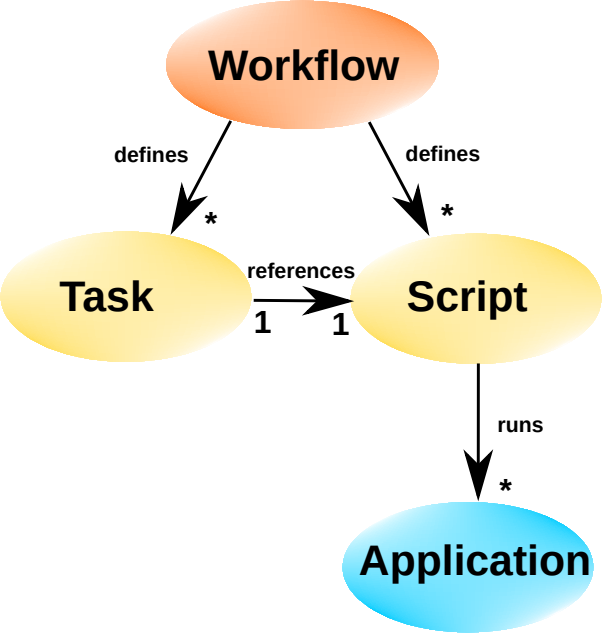 Workflow
defines
defines
*
*
references
Task
Script
1
1
runs
*
Application